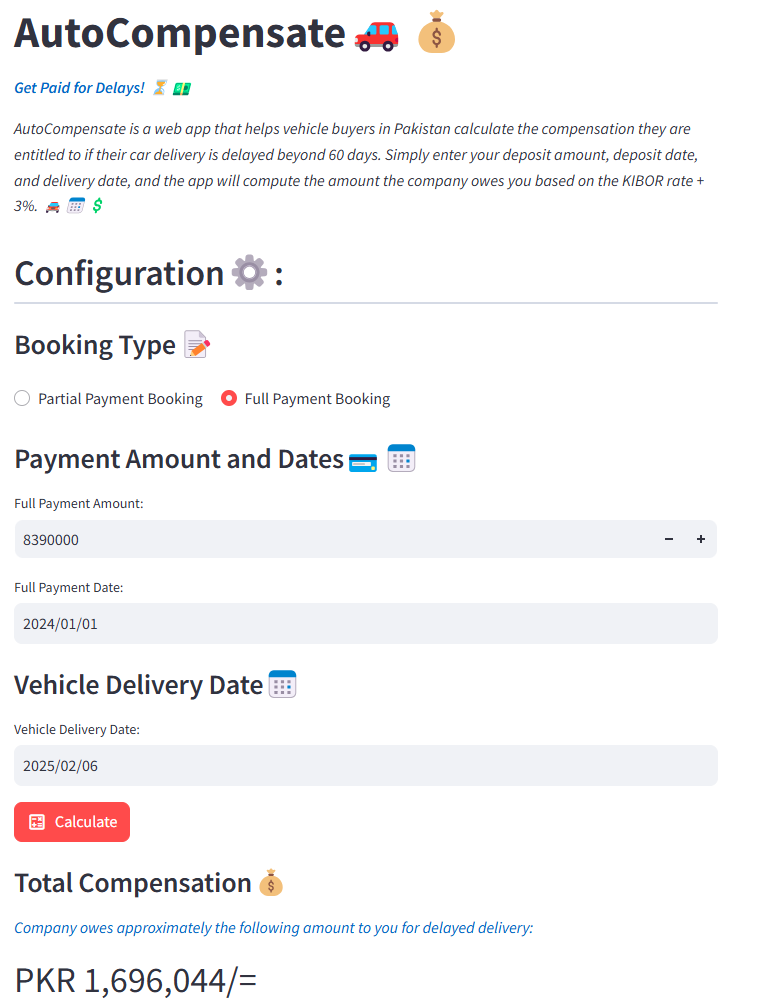 AutoCompensate 🚗 💰
Get Paid for Delays! ⏳ 💵
AutoCompensate is a web app that helps vehicle buyers in Pakistan calculate the compensation they are
entitled to if their car delivery is delayed beyond 60 days. Simply enter your deposit amount, deposit date,
and delivery date, and the app will compute the amount the company owes you based on the KIBOR rate +
3%. 🚘 📅 💲
Configuration ⚙️ :
Booking Type 📝
Partial Payment Booking Full Payment Booking
Payment Amount and Dates 💳 📅
Full Payment Amount:
8390000 − +
Full Payment Date:
2024/01/01
Vehicle Delivery Date 📅
Vehicle Delivery Date:
2025/02/06
Calculate
Total Compensation 💰
Company owes approximately the following amount to you for delayed delivery:
PKR 1,696,044/=